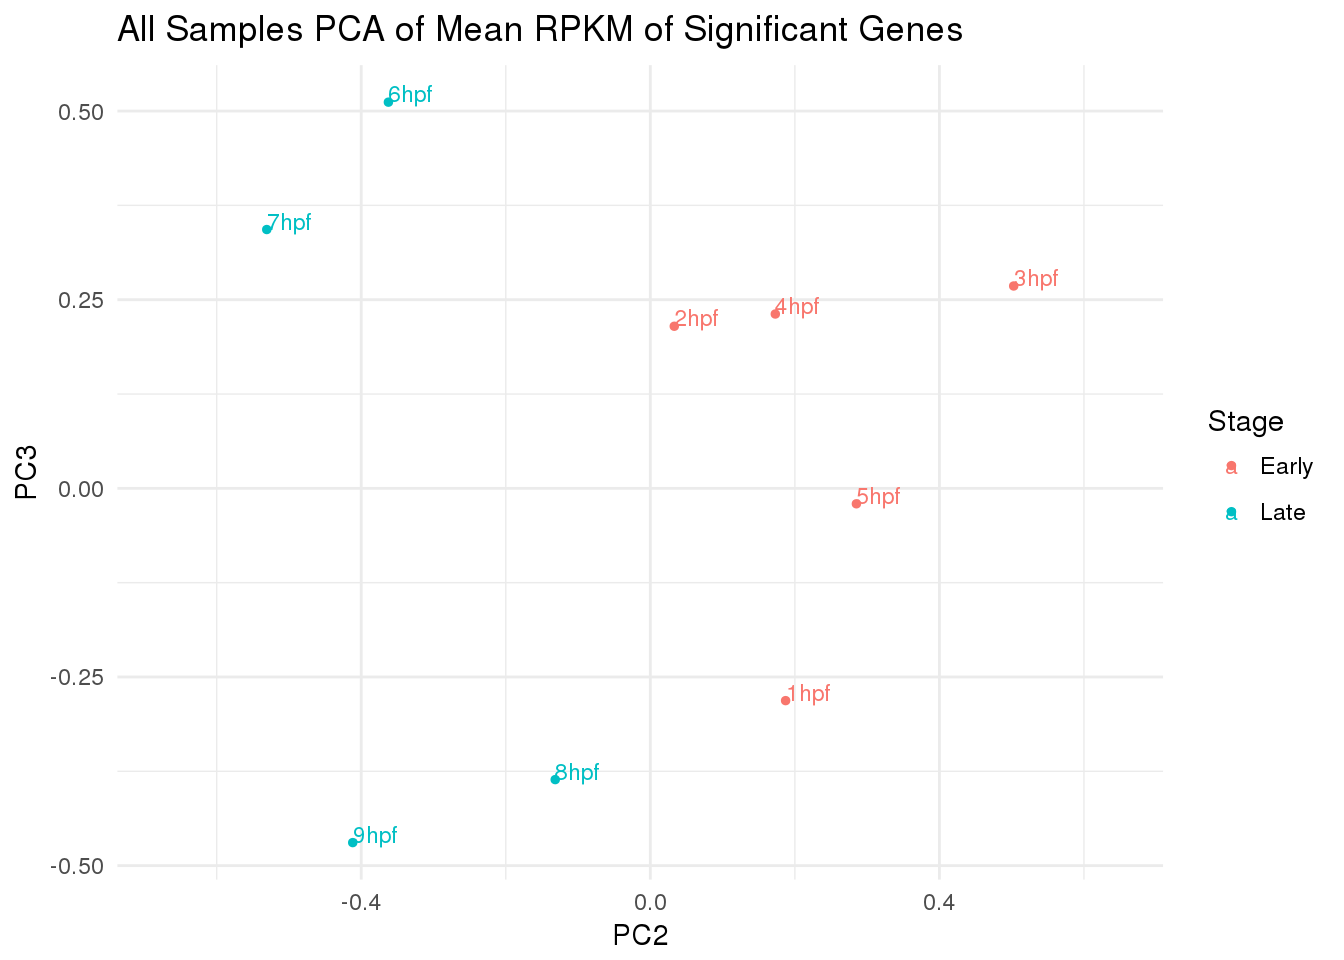 All Samples PCA of Mean RPKM of Significant Genes
6hpf
0.50
7hpf
3hpf
0.25
4hpf
2hpf
Stage
a Early
PC3
0.00
5hpf
a Late
-0.25
1hpf
8hpf
9hpf
-0.50
-0.4
0.0
0.4
PC2